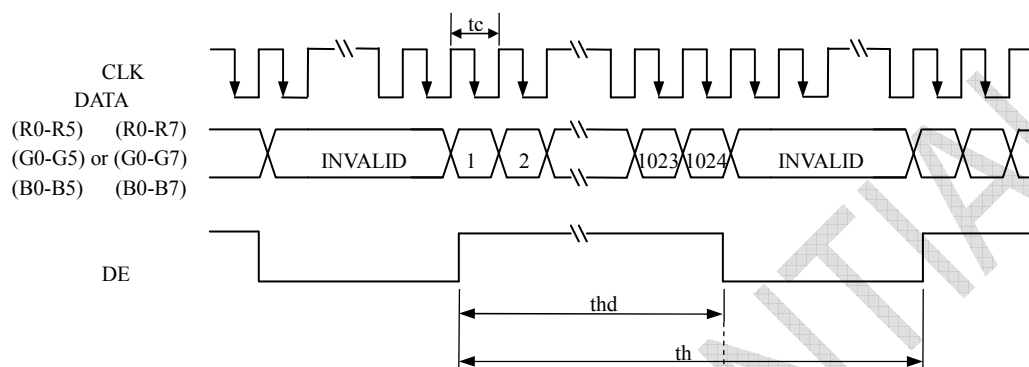 tc
CLK
DATA
(R0-R5) (R0-R7)
(G0-G5) or (G0-G7)
(B0-B5) (B0-B7)
INVALID 1 2 1023 1024 INVALID
DE
thd
th